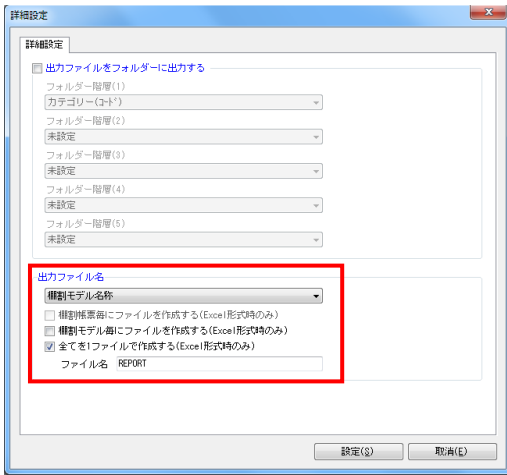 詳細設定
詳細設定
出力ファイルをフォルダーに出力する
フォルダー階層(1)
カテゴリー(ｺｰﾄﾞ)
フォルダー階層(2)
未設定
フォルダー階層(3)
未設定
フォルダー階層(4)
未設定
フォルダー階層(5)
未設定
出力ファイル名
棚割モデル名称
棚割帳票毎にファイルを作成する(Excel形式時のみ)
棚割モデル毎にファイルを作成する(Excel形式時のみ)
全てを1ファイルで作成する(Excel形式時のみ)
ファイル名 REPORT
設定(S) 取消(E)